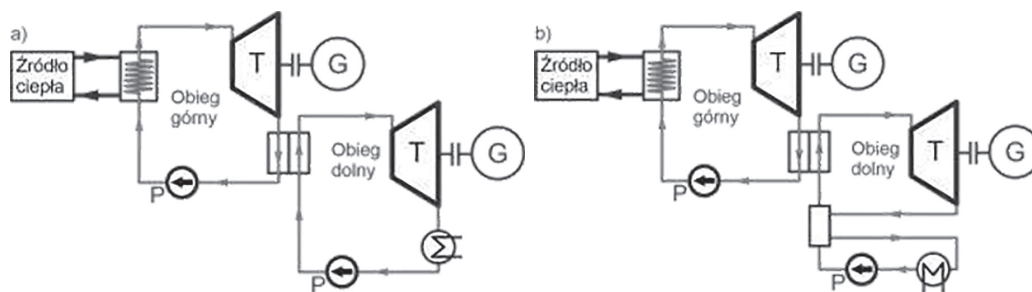 a)
Źródło
ciepła
T
G
Obieg
górny
P
T
G
Obieg
dolny
P
b)
Źródło
ciepła
T
G
Obieg
górny
P
T
G
Obieg
dolny
P